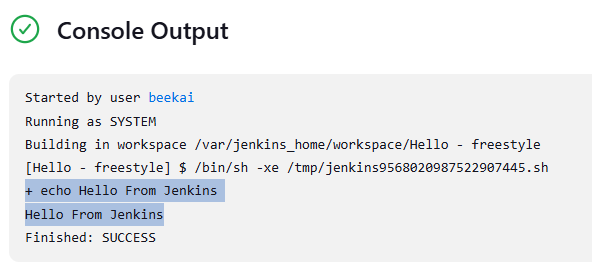 Console Output
Started by user beekai
Running as SYSTEM
Building in workspace /var/jenkins_home/workspace/Hello - freestyle
[Hello - freestyle] $ /bin/sh -xe /tmp/jenkins9568020987522907445.sh
+ echo Hello From Jenkins
Hello From Jenkins
Finished: SUCCESS